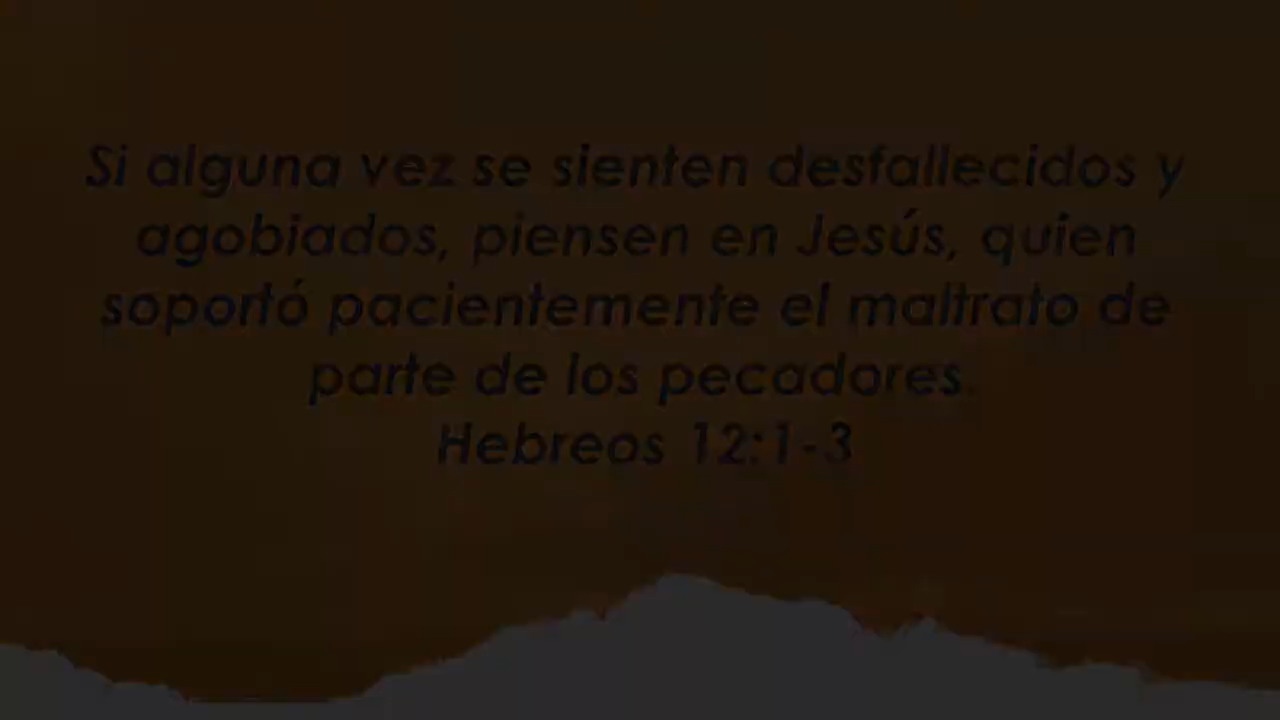 Si alguna vez se sienten desfallecidos y
agobiados, piensen en Jesús, quien
soportó pacientemente el maltrato de
parte de los pecadores.
Hebreos 12:1-3